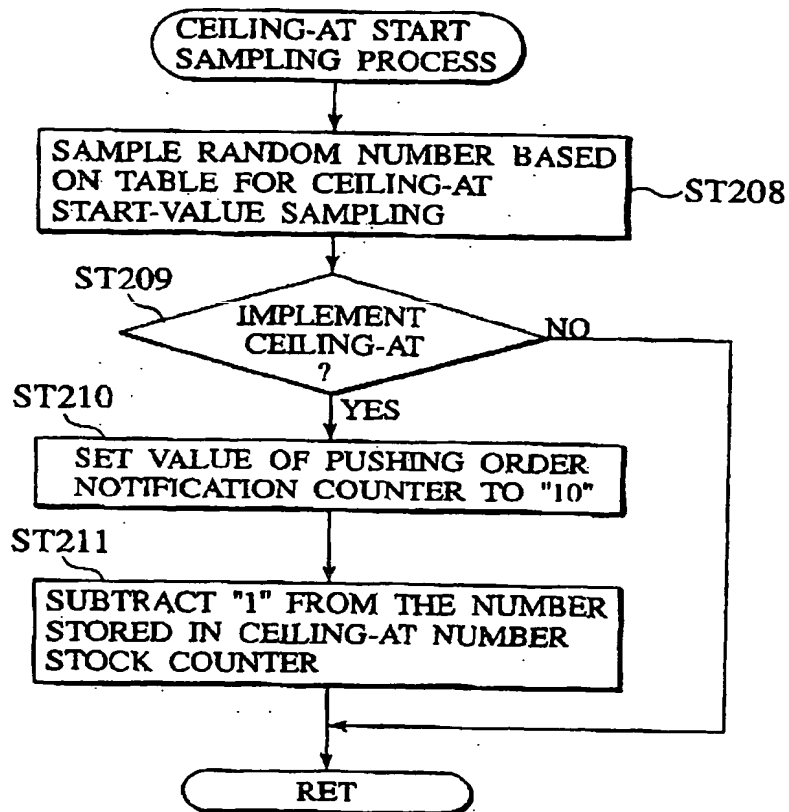 CEILING-AT START
SAMPLING PROCESS
SAMPLE RANDOM NUMBER BASED
ON TABLE FOR CEILING-AT
START-VALUE SAMPLING
ST208
ST209
IMPLEMENT
CEILING-AT
?
NO
YES
ST210
SET VALUE OF PUSHING ORDER
NOTIFICATION COUNTER TO "10"
ST211
SUBTRACT "1" FROM THE NUMBER
STORED IN CEILING-AT NUMBER
STOCK COUNTER
RET